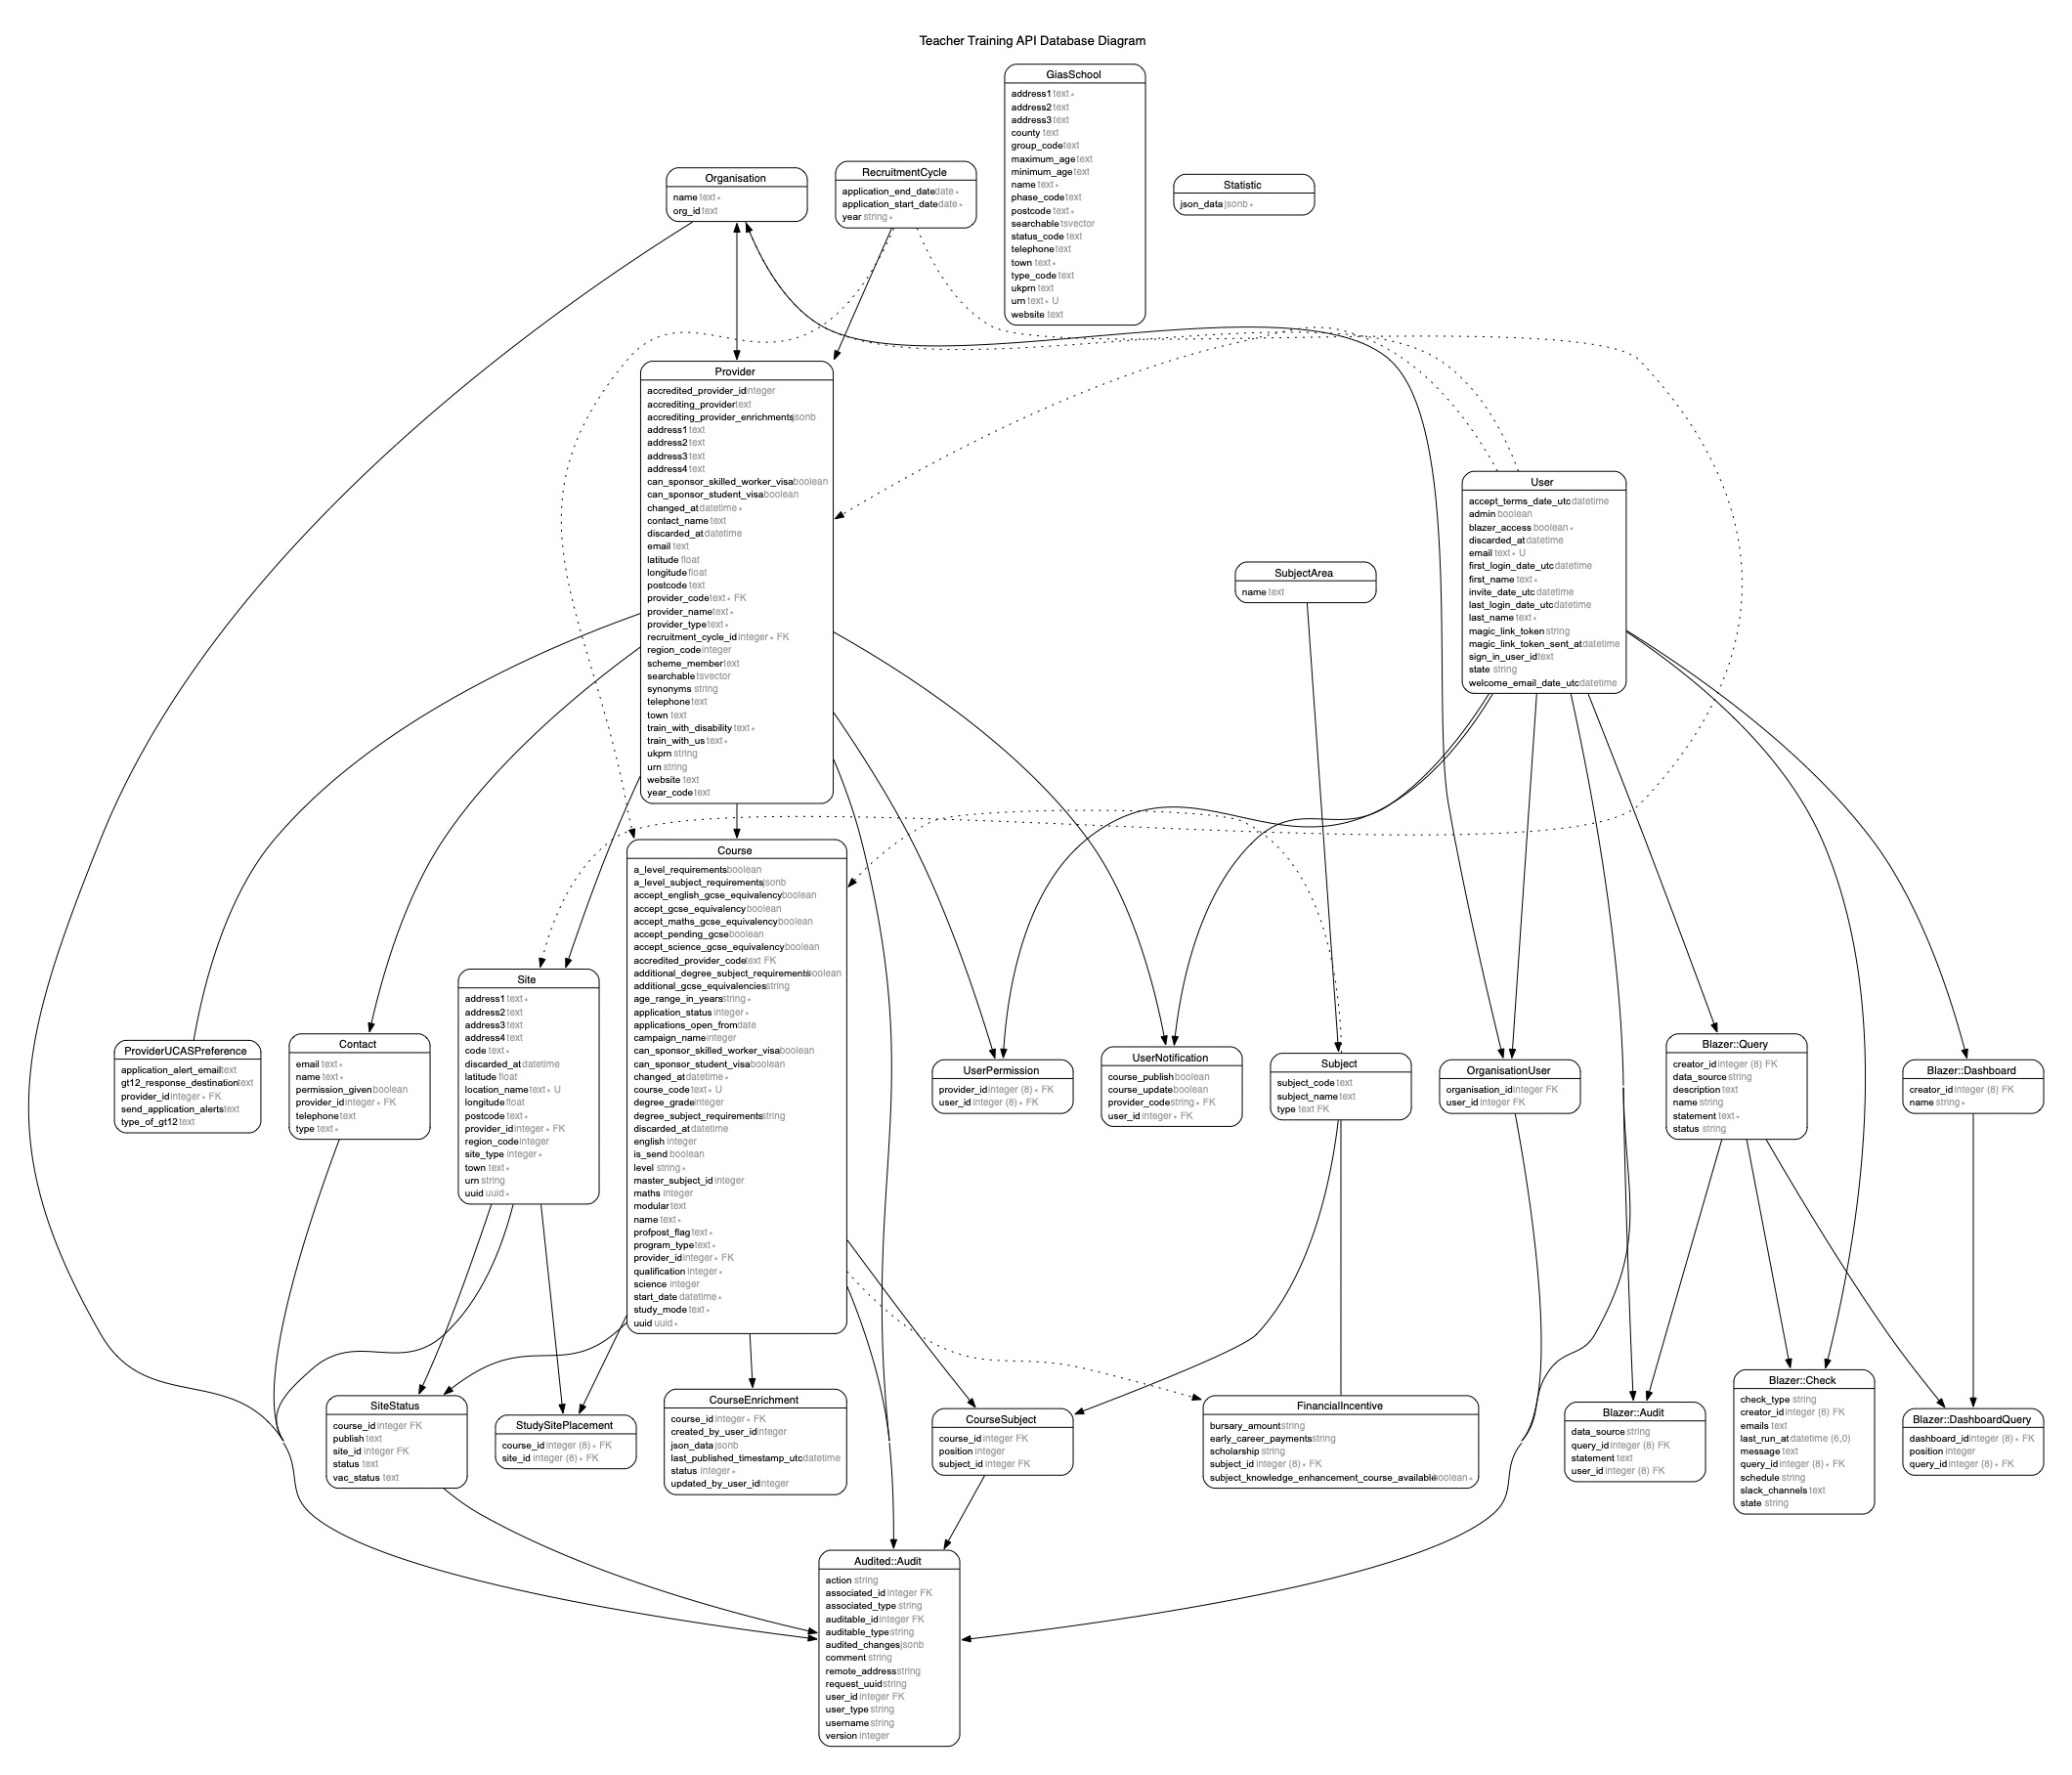 Teacher Training API Database Diagram
GiasSchool
address1 text ∗
address2 text
address3 text
county text
group_code text
maximum_age text
minimum_age text
name text ∗
phase_code text
postcode text ∗
searchable tsvector
status_code text
telephone text
town text ∗
type_code text
ukprn text
urn text ∗ U
website text
Organisation
name text ∗
org_id text
RecruitmentCycle
application_end_date date ∗
application_start_date date ∗
year string ∗
Statistic
json_data jsonb ∗
Provider
accredited_provider_id integer
accrediting_provider text
accrediting_provider_enrichments jsonb
address1 text
address2 text
address3 text
address4 text
can_sponsor_skilled_worker_visa boolean
can_sponsor_student_visa boolean
changed_at datetime ∗
contact_name text
discarded_at datetime
email text
latitude float
longitude float
postcode text
provider_code text ∗ FK
provider_name text ∗
provider_type text ∗
recruitment_cycle_id integer ∗ FK
region_code integer
scheme_member text
searchable tsvector
synonyms string
telephone text
town text
train_with_disability text ∗
train_with_us text ∗
ukprn string
urn string
website text
year_code text
User
accept_terms_date_utc datetime
admin boolean
blazer_access boolean ∗
discarded_at datetime
email text ∗ U
first_login_date_utc datetime
first_name text ∗
invite_date_utc datetime
last_login_date_utc datetime
last_name text ∗
magic_link_token string
magic_link_token_sent_at datetime
sign_in_user_id text
state string
welcome_email_date_utc datetime
SubjectArea
name text
Course
a_level_requirements boolean
a_level_subject_requirements jsonb
accept_english_gcse_equivalency boolean
accept_gcse_equivalency boolean
accept_maths_gcse_equivalency boolean
accept_pending_gcse boolean
accept_science_gcse_equivalency boolean
accredited_provider_code text FK
additional_degree_subject_requirements boolean
additional_gcse_equivalencies string
age_range_in_years string ∗
application_status integer ∗
applications_open_from date
campaign_name integer
can_sponsor_skilled_worker_visa boolean
can_sponsor_student_visa boolean
changed_at datetime ∗
course_code text ∗ U
degree_grade integer
degree_subject_requirements string
discarded_at datetime
english integer
is_send boolean
level string ∗
master_subject_id integer
maths integer
modular text
name text ∗
profpost_flag text ∗
program_type text ∗
provider_id integer ∗ FK
qualification integer ∗
science integer
start_date datetime ∗
study_mode text ∗
uuid uuid ∗
Site
address1 text ∗
address2 text
address3 text
address4 text
code text ∗
discarded_at datetime
latitude float
location_name text ∗ U
longitude float
postcode text ∗
provider_id integer ∗ FK
region_code integer
site_type integer ∗
town text ∗
urn string
uuid uuid ∗
ProviderUCASPreference
application_alert_email text
gt12_response_destination text
provider_id integer ∗ FK
send_application_alerts text
type_of_gt12 text
Contact
email text ∗
name text ∗
permission_given boolean
provider_id integer ∗ FK
telephone text
type text ∗
UserPermission
provider_id integer (8) ∗ FK
user_id integer (8) ∗ FK
UserNotification
course_publish boolean
course_update boolean
provider_code string ∗ FK
user_id integer ∗ FK
Subject
subject_code text
subject_name text
type text FK
OrganisationUser
organisation_id integer FK
user_id integer FK
Blazer::Query
creator_id integer (8) FK
data_source string
description text
name string
statement text ∗
status string
Blazer::Dashboard
creator_id integer (8) FK
name string ∗
SiteStatus
course_id integer FK
publish text
site_id integer FK
status text
vac_status text
StudySitePlacement
course_id integer (8) ∗ FK
site_id integer (8) ∗ FK
CourseEnrichment
course_id integer ∗ FK
created_by_user_id integer
json_data jsonb
last_published_timestamp_utc datetime
status integer ∗
updated_by_user_id integer
CourseSubject
course_id integer FK
position integer
subject_id integer FK
FinancialIncentive
bursary_amount string
early_career_payments string
scholarship string
subject_id integer (8) ∗ FK
subject_knowledge_enhancement_course_available boolean ∗
Blazer::Audit
data_source string
query_id integer (8) FK
statement text
user_id integer (8) FK
Blazer::Check
check_type string
creator_id integer (8) FK
emails text
last_run_at datetime (6,0)
message text
query_id integer (8) ∗ FK
schedule string
slack_channels text
state string
Blazer::DashboardQuery
dashboard_id integer (8) ∗ FK
position integer
query_id integer (8) ∗ FK
Audited::Audit
action string
associated_id integer FK
associated_type string
auditable_id integer FK
auditable_type string
audited_changes jsonb
comment string
remote_address string
request_uuid string
user_id integer FK
user_type string
username string
version integer